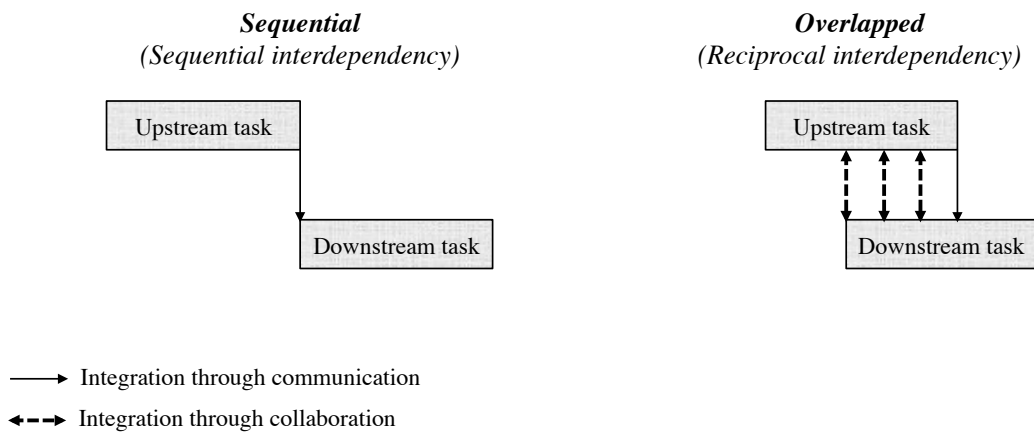 Sequential
(Sequential interdependency)
Upstream task
Downstream task
Overlapped
(Reciprocal interdependency)
Upstream task
Downstream task
Integration through communication
Integration through collaboration